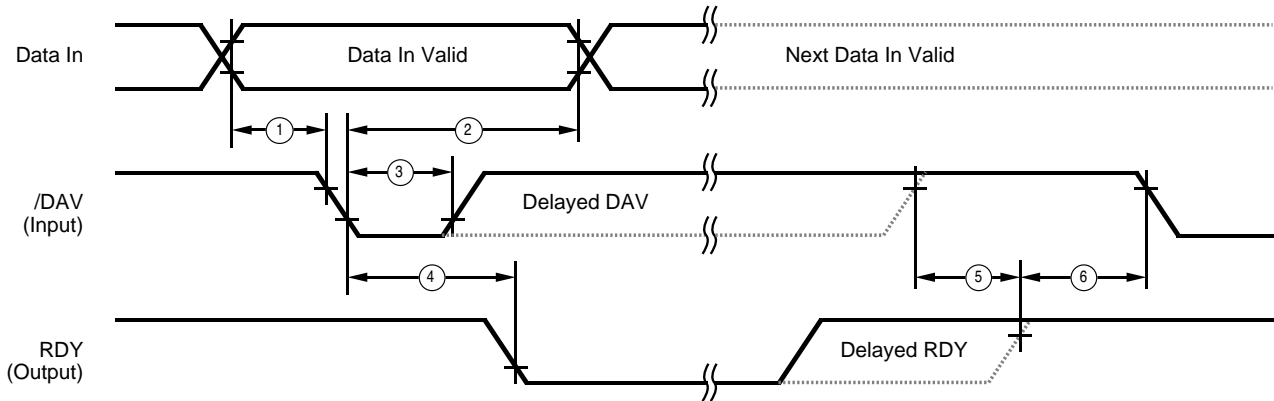 Data In
Data In Valid
Next Data In Valid
1
2
3
/DAV
(Input)
Delayed DAV
4
5
6
RDY
(Output)
Delayed RDY